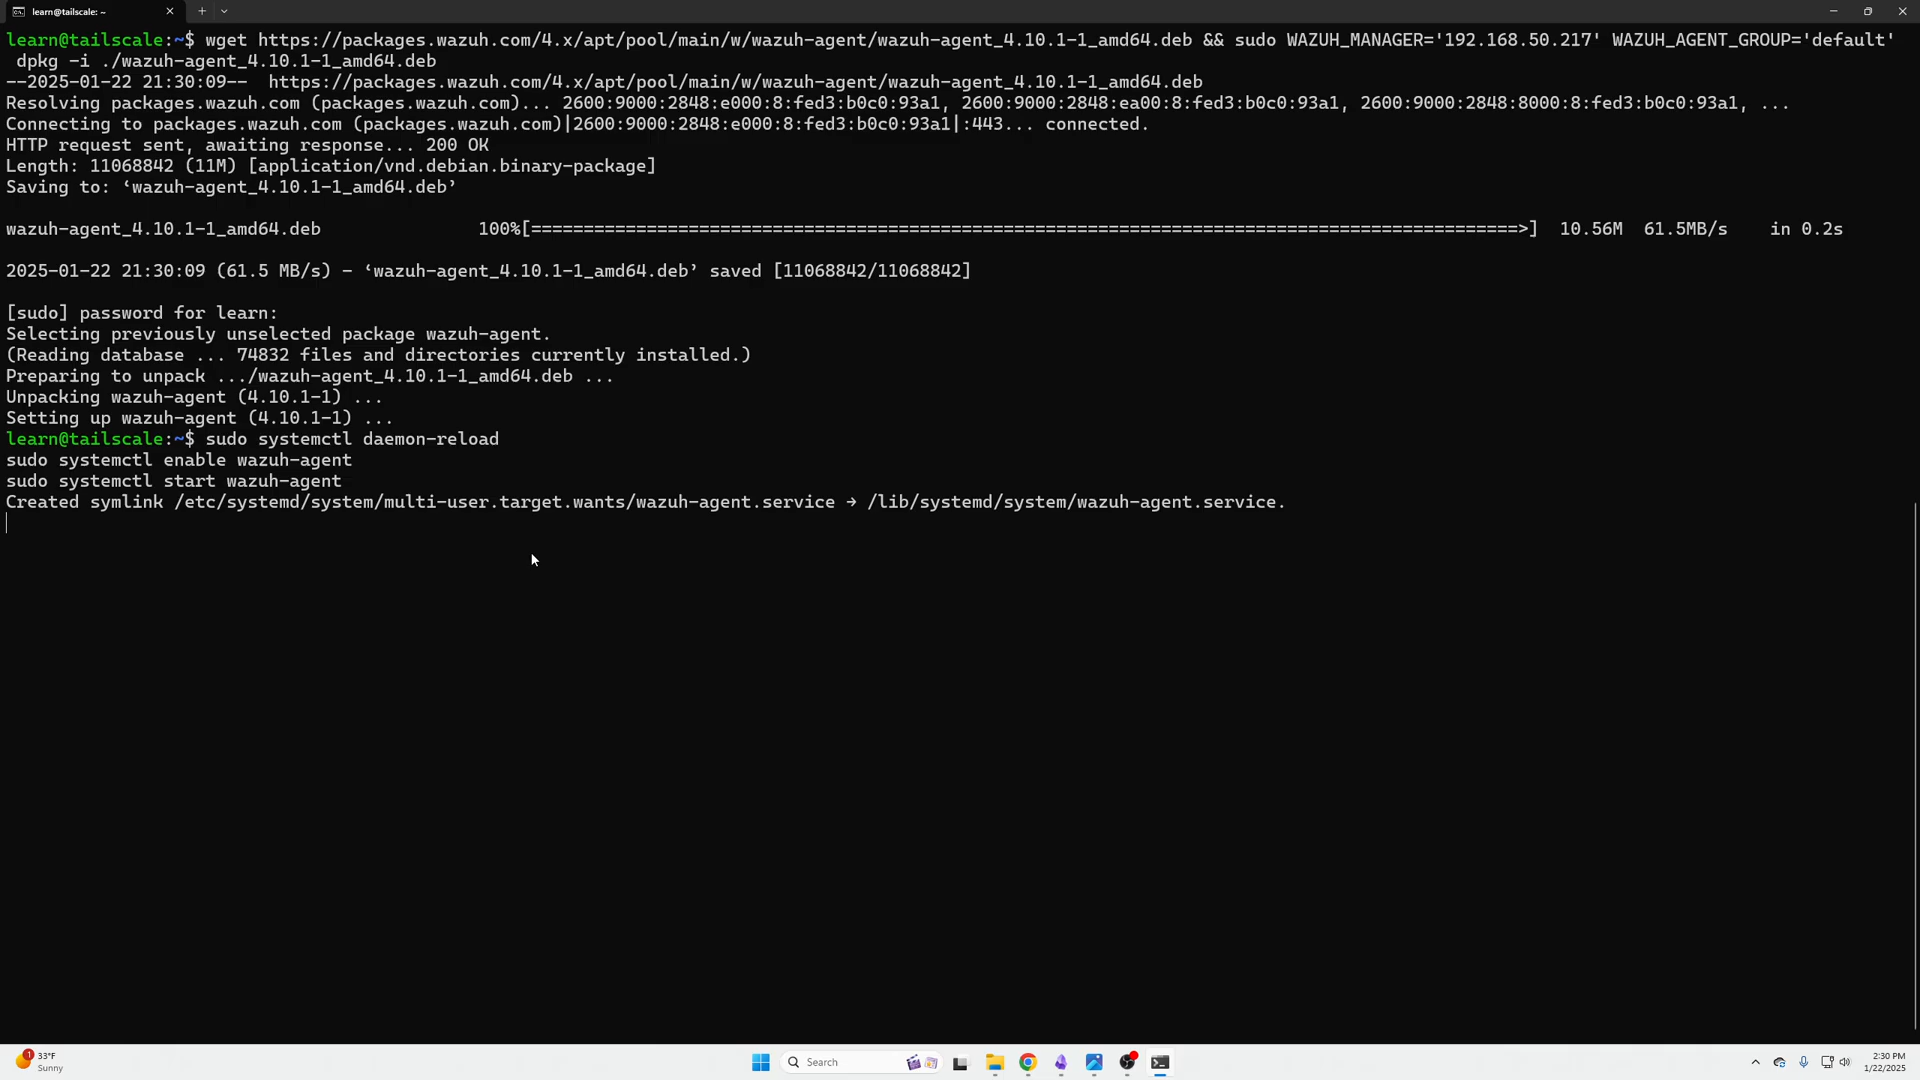 learn@tailscale: ~
learn@tailscale:~$ wget https://packages.wazuh.com/4.x/apt/pool/main/w/wazuh-agent/wazuh-agent_4.10.1-1_amd64.deb && sudo WAZUH_MANAGER='192.168.50.217' WAZUH_AGENT_GROUP='default'
 dpkg -i ./wazuh-agent_4.10.1-1_amd64.deb
--2025-01-22 21:30:09--  https://packages.wazuh.com/4.x/apt/pool/main/w/wazuh-agent/wazuh-agent_4.10.1-1_amd64.deb
Resolving packages.wazuh.com (packages.wazuh.com)... 2600:9000:2848:e000:8:fed3:b0c0:93a1, 2600:9000:2848:ea00:8:fed3:b0c0:93a1, 2600:9000:2848:8000:8:fed3:b0c0:93a1, ...
Connecting to packages.wazuh.com (packages.wazuh.com)|2600:9000:2848:e000:8:fed3:b0c0:93a1|:443... connected.
HTTP request sent, awaiting response... 200 OK
Length: 11068842 (11M) [application/vnd.debian.binary-package]
Saving to: ‘wazuh-agent_4.10.1-1_amd64.deb’
wazuh-agent_4.10.1-1_amd64.deb               100%[==============================================================================================>]  10.56M  61.5MB/s    in 0.2s
2025-01-22 21:30:09 (61.5 MB/s) - ‘wazuh-agent_4.10.1-1_amd64.deb’ saved [11068842/11068842]
[sudo] password for learn:
Selecting previously unselected package wazuh-agent.
(Reading database ... 74832 files and directories currently installed.)
Preparing to unpack .../wazuh-agent_4.10.1-1_amd64.deb ...
Unpacking wazuh-agent (4.10.1-1) ...
Setting up wazuh-agent (4.10.1-1) ...
learn@tailscale:~$ sudo systemctl daemon-reload
sudo systemctl enable wazuh-agent
sudo systemctl start wazuh-agent
Created symlink /etc/systemd/system/multi-user.target.wants/wazuh-agent.service → /lib/systemd/system/wazuh-agent.service.
1
33°F
Sunny
Search
2:30 PM
1/22/2025